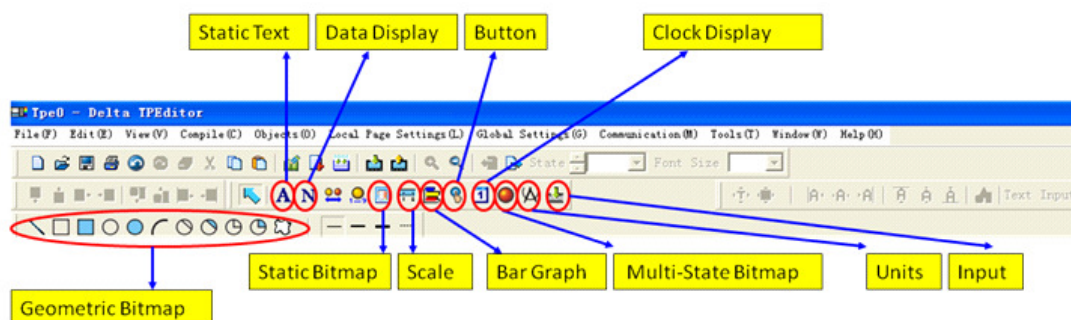 Static Text
Data Display
Button
Clock Display
Tpe0 - Delta TPEditor
File(F) Edit(E) View(V) Compile(C) Objects(O) Local Page Settings(L) Global Settings(G) Communication(M) Tools(T) Window(W) Help(H)
State Font Size
A N 1 A
A A A A A A Text Input
Static Bitmap
Scale
Bar Graph
Multi-State Bitmap
Units
Input
Geometric Bitmap